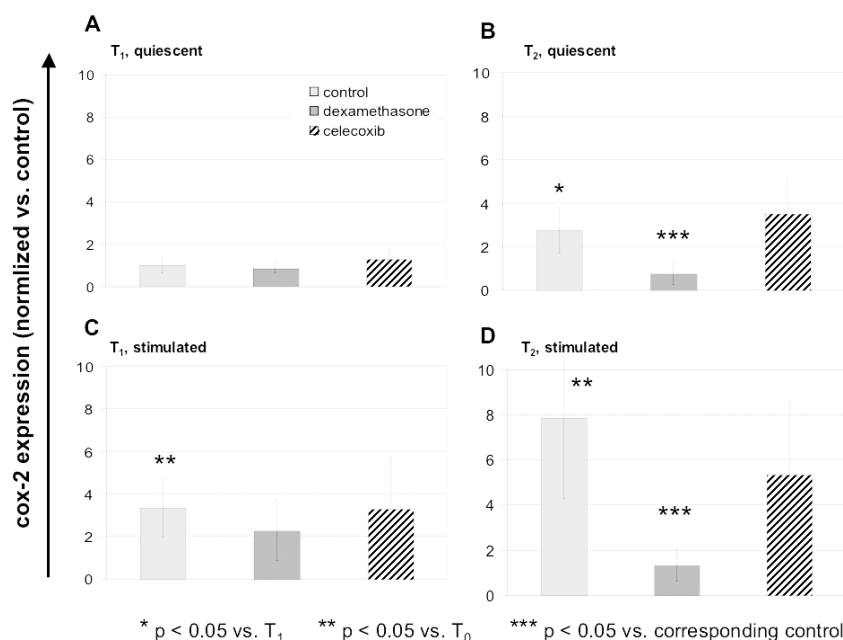 A
T₁, quiescent
10
8
6
4
2
0
control
dexamethasone
celecoxib
B
T₂, quiescent
10
8
6
4
2
0
*
***
cox-2 expression (normlized vs. control)
C
T₁, stimulated
10
8
6
4
2
0
**
D
T₂, stimulated
10
8
6
4
2
0
**
***
* p < 0.05 vs. T₁ ** p < 0.05 vs. T₀ *** p < 0.05 vs. corresponding control